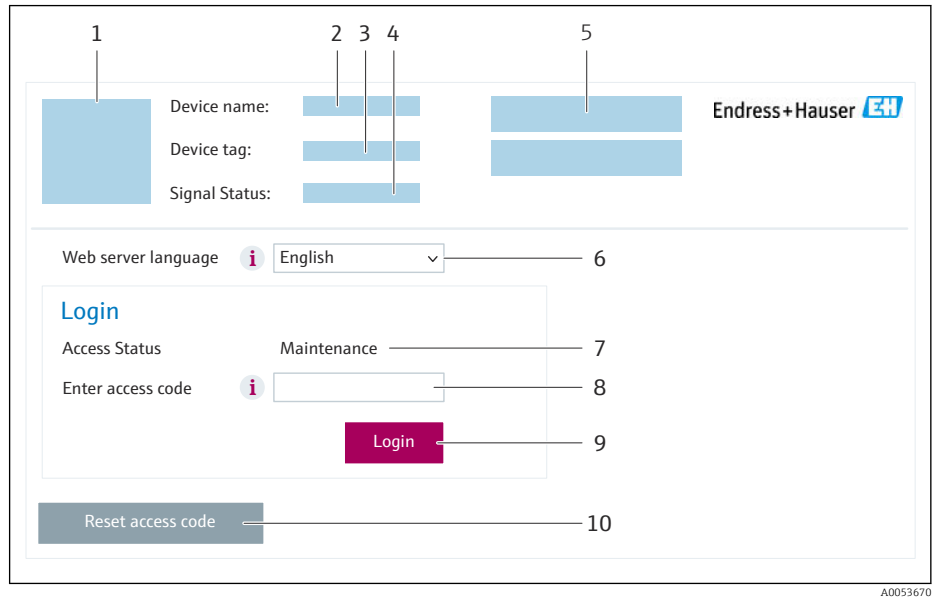 1 2 3 4 5
Device name:
Endress+Hauser EH
Device tag:
Signal Status:
Web server language i English 6
Login
Access Status Maintenance 7
Enter access code i 8
Login 9
Reset access code 10
A0053670